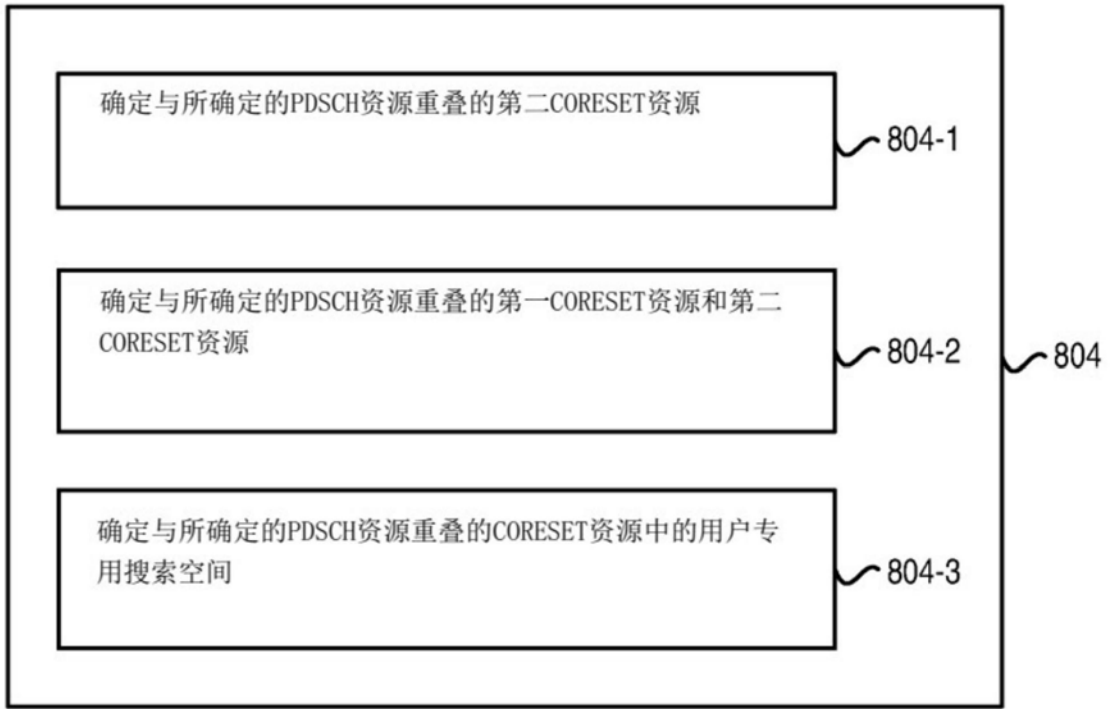 确定与所确定的PDSCH资源重叠的第二CORESET资源
804-1
确定与所确定的PDSCH资源重叠的第一CORESET资源和第二
CORESET资源
804-2
804
确定与所确定的PDSCH资源重叠的CORESET资源中的用户专
用搜索空间
804-3